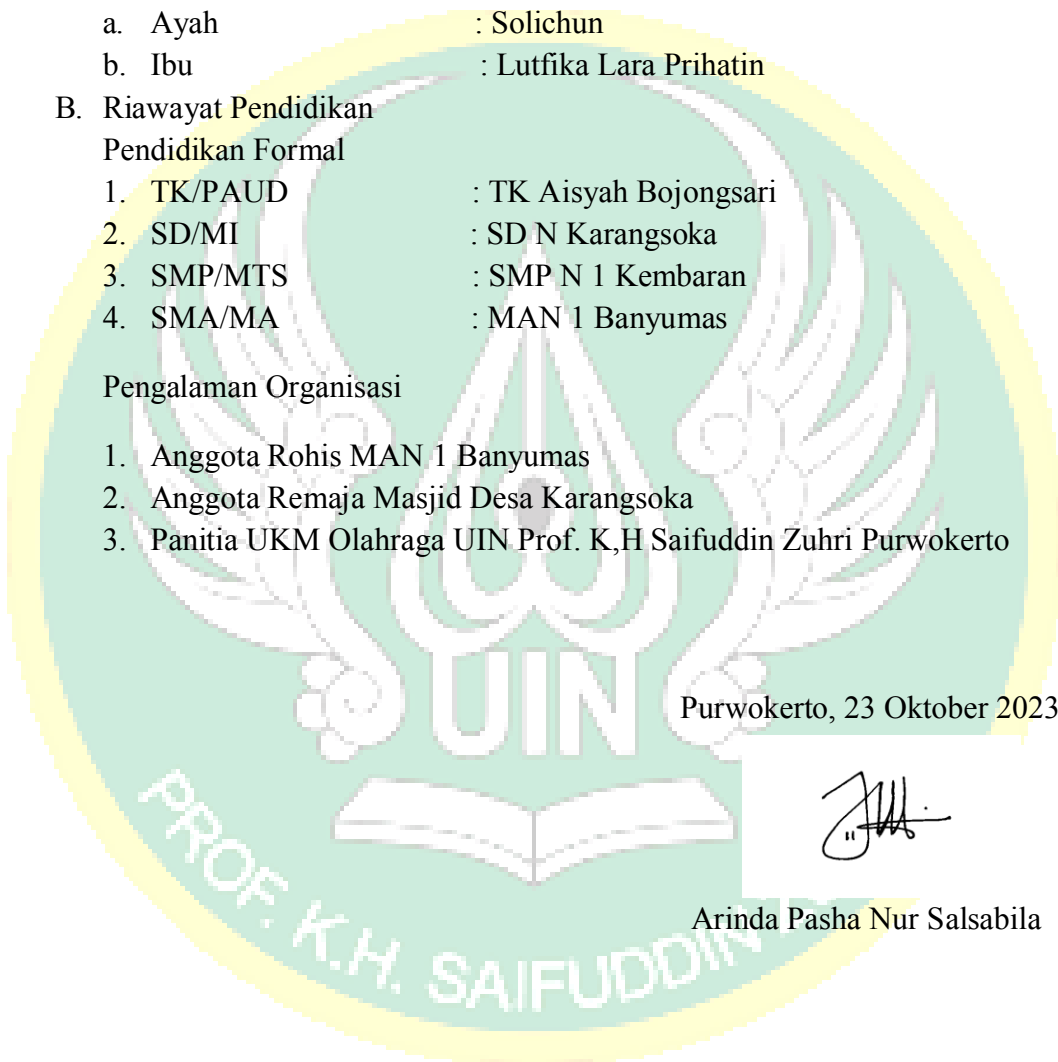 a. Ayah : Solichun
b. Ibu : Lutfika Lara Prihatin
B. Riawayat Pendidikan
Pendidikan Formal
1. TK/PAUD : TK Aisyah Bojongsari
2. SD/MI : SD N Karangsoka
3. SMP/MTS : SMP N 1 Kembaran
4. SMA/MA : MAN 1 Banyumas
Pengalaman Organisasi
1. Anggota Rohis MAN 1 Banyumas
2. Anggota Remaja Masjid Desa Karangsoka
3. Panitia UKM Olahraga UIN Prof. K,H Saifuddin Zuhri Purwokerto
UIN
Purwokerto, 23 Oktober 2023
Arinda Pasha Nur Salsabila
PROF. K.H. SAIFUDDIN